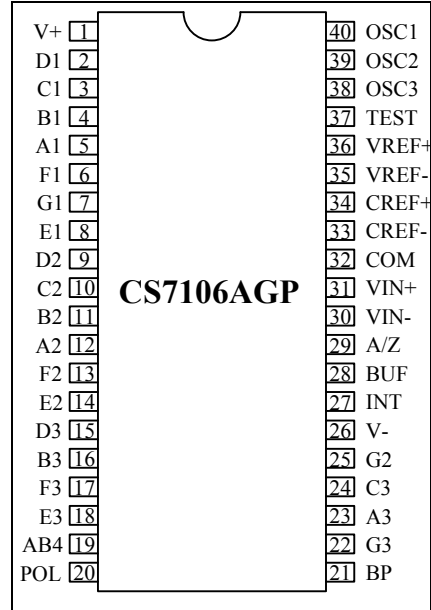 V+ 1 40 OSC1
D1 2 39 OSC2
C1 3 38 OSC3
B1 4 37 TEST
A1 5 36 VREF+
F1 6 35 VREF-
G1 7 34 CREF+
E1 8 33 CREF-
D2 9 32 COM
C2 10 CS7106AGP 31 VIN+
B2 11 30 VIN-
A2 12 29 A/Z
F2 13 28 BUF
E2 14 27 INT
D3 15 26 V-
B3 16 25 G2
F3 17 24 C3
E3 18 23 A3
AB4 19 22 G3
POL 20 21 BP